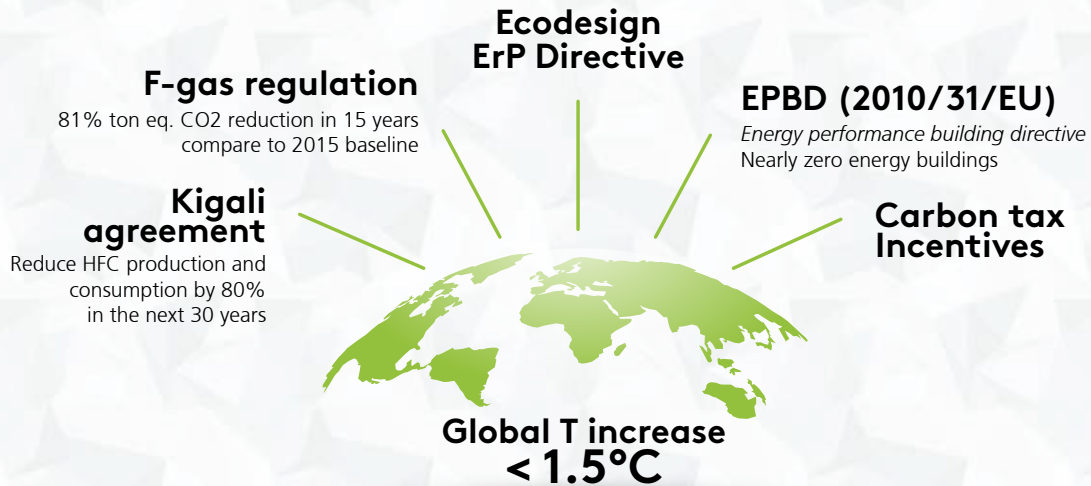 Ecodesign
ErP Directive
F-gas regulation
81% ton eq. CO2 reduction in 15 years
compare to 2015 baseline
EPBD (2010/31/EU)
Energy performance building directive
Nearly zero energy buildings
Kigali
agreement
Reduce HFC production and
consumption by 80%
in the next 30 years
Carbon tax
Incentives
Global T increase
< 1.5°C